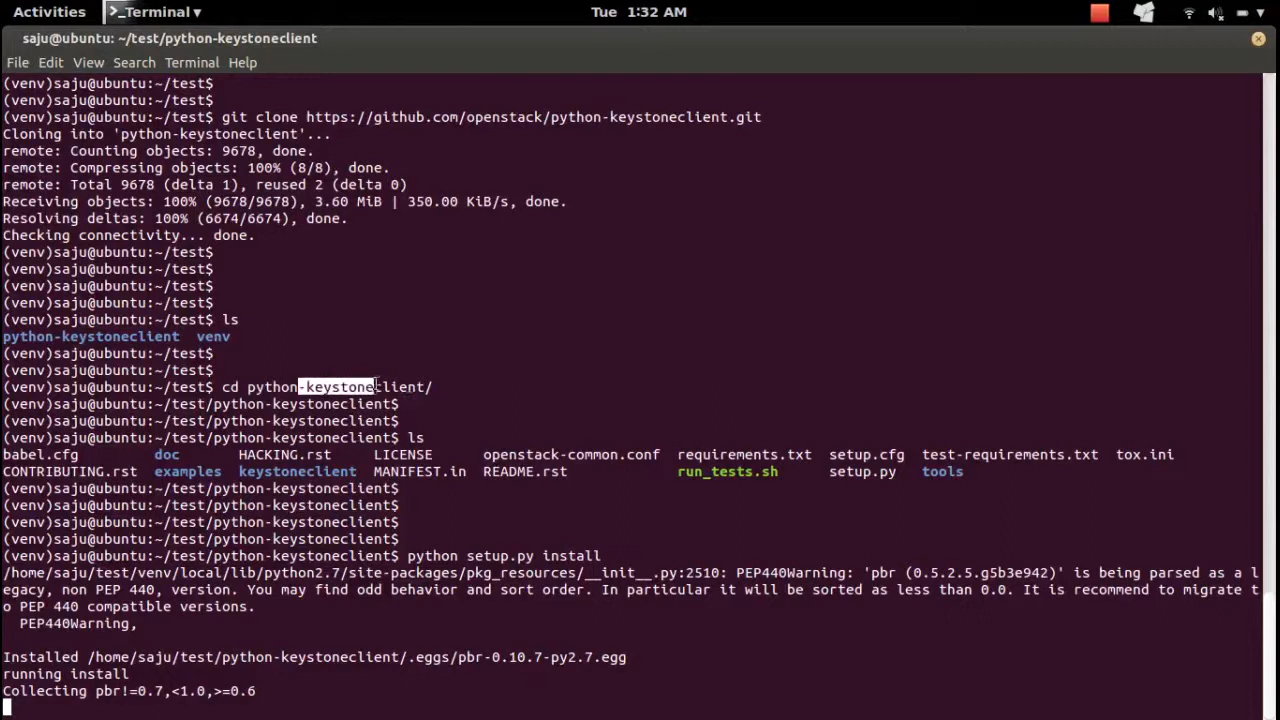 Activities
Terminal
Tue 1:32 AM
saju@ubuntu: ~/test/python-keystoneclient
File Edit View Search Terminal Help
(venv)saju@ubuntu:~/test$
(venv)saju@ubuntu:~/test$
(venv)saju@ubuntu:~/test$ git clone https://github.com/openstack/python-keystoneclient.git
Cloning into 'python-keystoneclient'...
remote: Counting objects: 9678, done.
remote: Compressing objects: 100% (8/8), done.
remote: Total 9678 (delta 1), reused 2 (delta 0)
Receiving objects: 100% (9678/9678), 3.60 MiB | 350.00 KiB/s, done.
Resolving deltas: 100% (6674/6674), done.
Checking connectivity... done.
(venv)saju@ubuntu:~/test$
(venv)saju@ubuntu:~/test$
(venv)saju@ubuntu:~/test$
(venv)saju@ubuntu:~/test$
(venv)saju@ubuntu:~/test$ ls
python-keystoneclient  venv
(venv)saju@ubuntu:~/test$
(venv)saju@ubuntu:~/test$
(venv)saju@ubuntu:~/test$ cd python-keystoneclient/
(venv)saju@ubuntu:~/test/python-keystoneclient$
(venv)saju@ubuntu:~/test/python-keystoneclient$
(venv)saju@ubuntu:~/test/python-keystoneclient$ ls
babel.cfg doc HACKING.rst LICENSE openstack-common.conf requirements.txt setup.cfg test-requirements.txt tox.ini
CONTRIBUTING.rst examples keystoneclient MANIFEST.in README.rst run_tests.sh setup.py tools
(venv)saju@ubuntu:~/test/python-keystoneclient$
(venv)saju@ubuntu:~/test/python-keystoneclient$
(venv)saju@ubuntu:~/test/python-keystoneclient$
(venv)saju@ubuntu:~/test/python-keystoneclient$
(venv)saju@ubuntu:~/test/python-keystoneclient$ python setup.py install
/home/saju/test/venv/local/lib/python2.7/site-packages/pkg_resources/__init__.py:2510: PEP440Warning: 'pbr (0.5.2.5.g5b3e942)' is being parsed as a l
egacy, non PEP 440, version. You may find odd behavior and sort order. In particular it will be sorted as less than 0.0. It is recommend to migrate t
o PEP 440 compatible versions.
PEP440Warning,
Installed /home/saju/test/python-keystoneclient/.eggs/pbr-0.10.7-py2.7.egg
running install
Collecting pbr!=0.7,<1.0,>=0.6